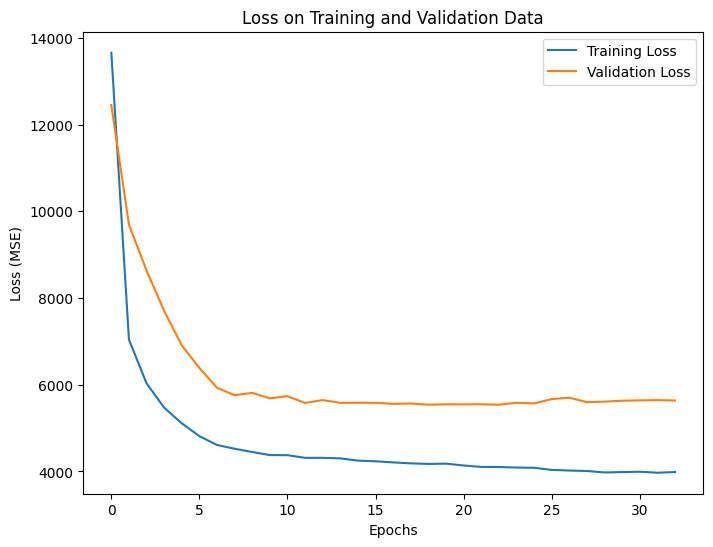 Loss on Training and Validation Data
Training Loss
Validation Loss
Loss (MSE)
14000
12000
10000
8000
6000
4000
0 5 10 15 20 25 30
Epochs